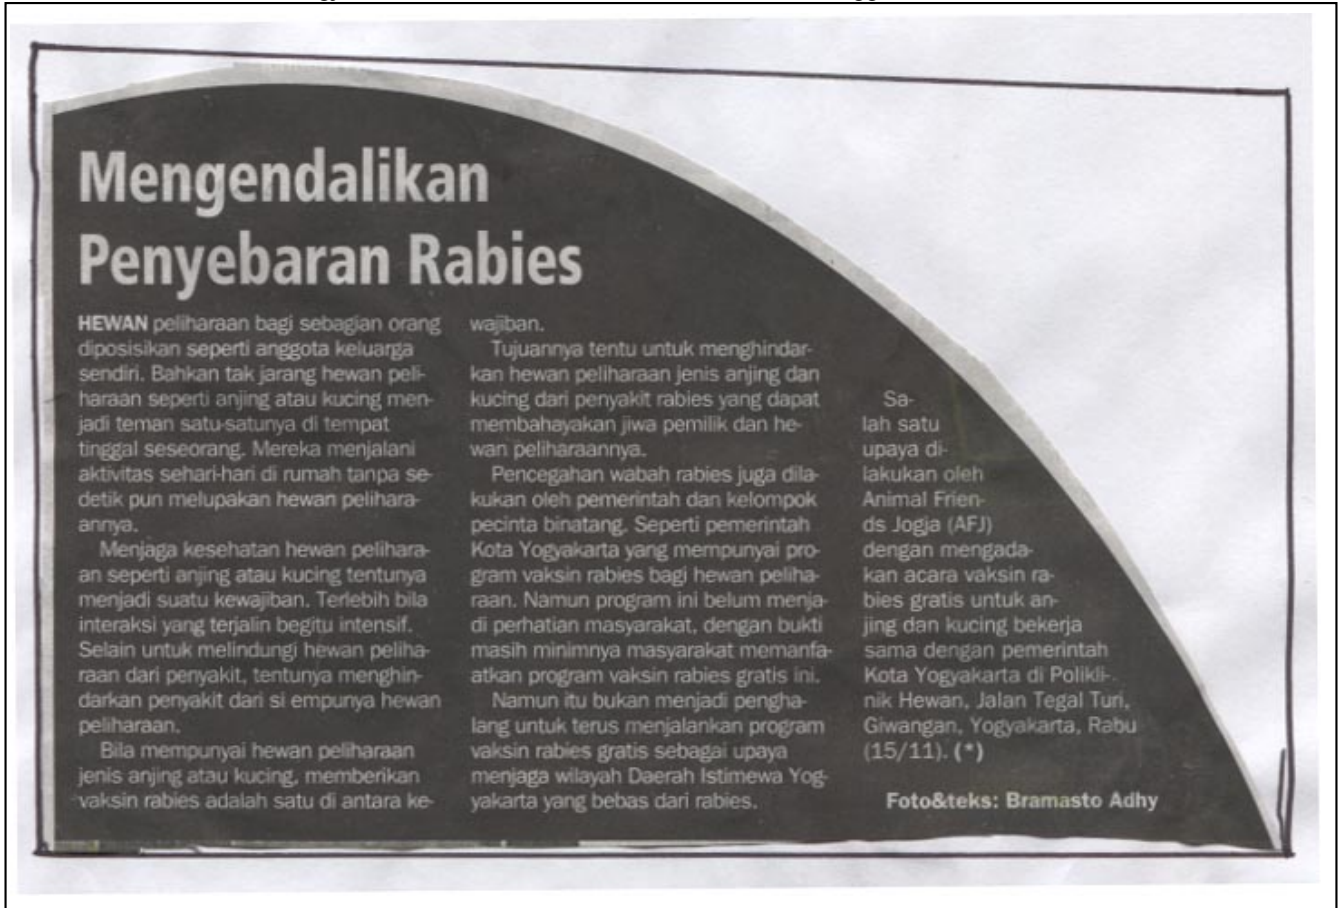 Mengendalikan
Penyebaran Rabies
HEWAN peliharaan bagi sebagian orang
diposisikan seperti anggota keluarga
sendiri. Bahkan tak jarang hewan peli-
haraan seperti anjing atau kucing men-
jadi teman satu-satunya di tempat
tinggal seseorang. Mereka menjalani
aktivitas sehari-hari di rumah tanpa se-
detik pun melupakan hewan pelihara-
annya.
Menjaga kesehatan hewan pelihara-
an seperti anjing atau kucing tentunya
menjadi suatu kewajiban. Terlebih bila
interaksi yang terjalin begitu intensif.
Selain untuk melindungi hewan peliha-
raan dari penyakit, tentunya menghin-
darkan penyakit dari si empunya hewan
peliharaan.
Bila mempunyai hewan peliharaan
jenis anjing atau kucing, memberikan
vaksin rabies adalah satu di antara ke-
wajiban.
Tujuannya tentu untuk menghindar-
kan hewan peliharaan jenis anjing dan
kucing dari penyakit rabies yang dapat
membahayakan jiwa pemilik dan he-
wan peliharaannya.
Pencegahan wabah rabies juga dila-
kukan oleh pemerintah dan kelompok
pecinta binatang. Seperti pemerintah
Kota Yogyakarta yang mempunyai pro-
gram vaksin rabies bagi hewan peliha-
raan. Namun program ini belum menja-
di perhatian masyarakat, dengan bukti
masih minimnya masyarakat memanfa-
atkan program vaksin rabies gratis ini.
Namun itu bukan menjadi pengha-
lang untuk terus menjalankan program
vaksin rabies gratis sebagai upaya
menjaga wilayah Daerah Istimewa Yog-
yakarta yang bebas dari rabies.
Sa-
lah satu
upaya di-
lakukan oleh
Animal Frien-
ds Jogja (AFJ)
dengan mengada-
kan acara vaksin ra-
bies gratis untuk an-
jing dan kucing bekerja
sama dengan pemerintah
Kota Yogyakarta di Polikli-
nik Hewan, Jalan Tegal Turi,
Giwangan, Yogyakarta, Rabu
(15/11). (*)
Foto&teks: Bramasto Adhy